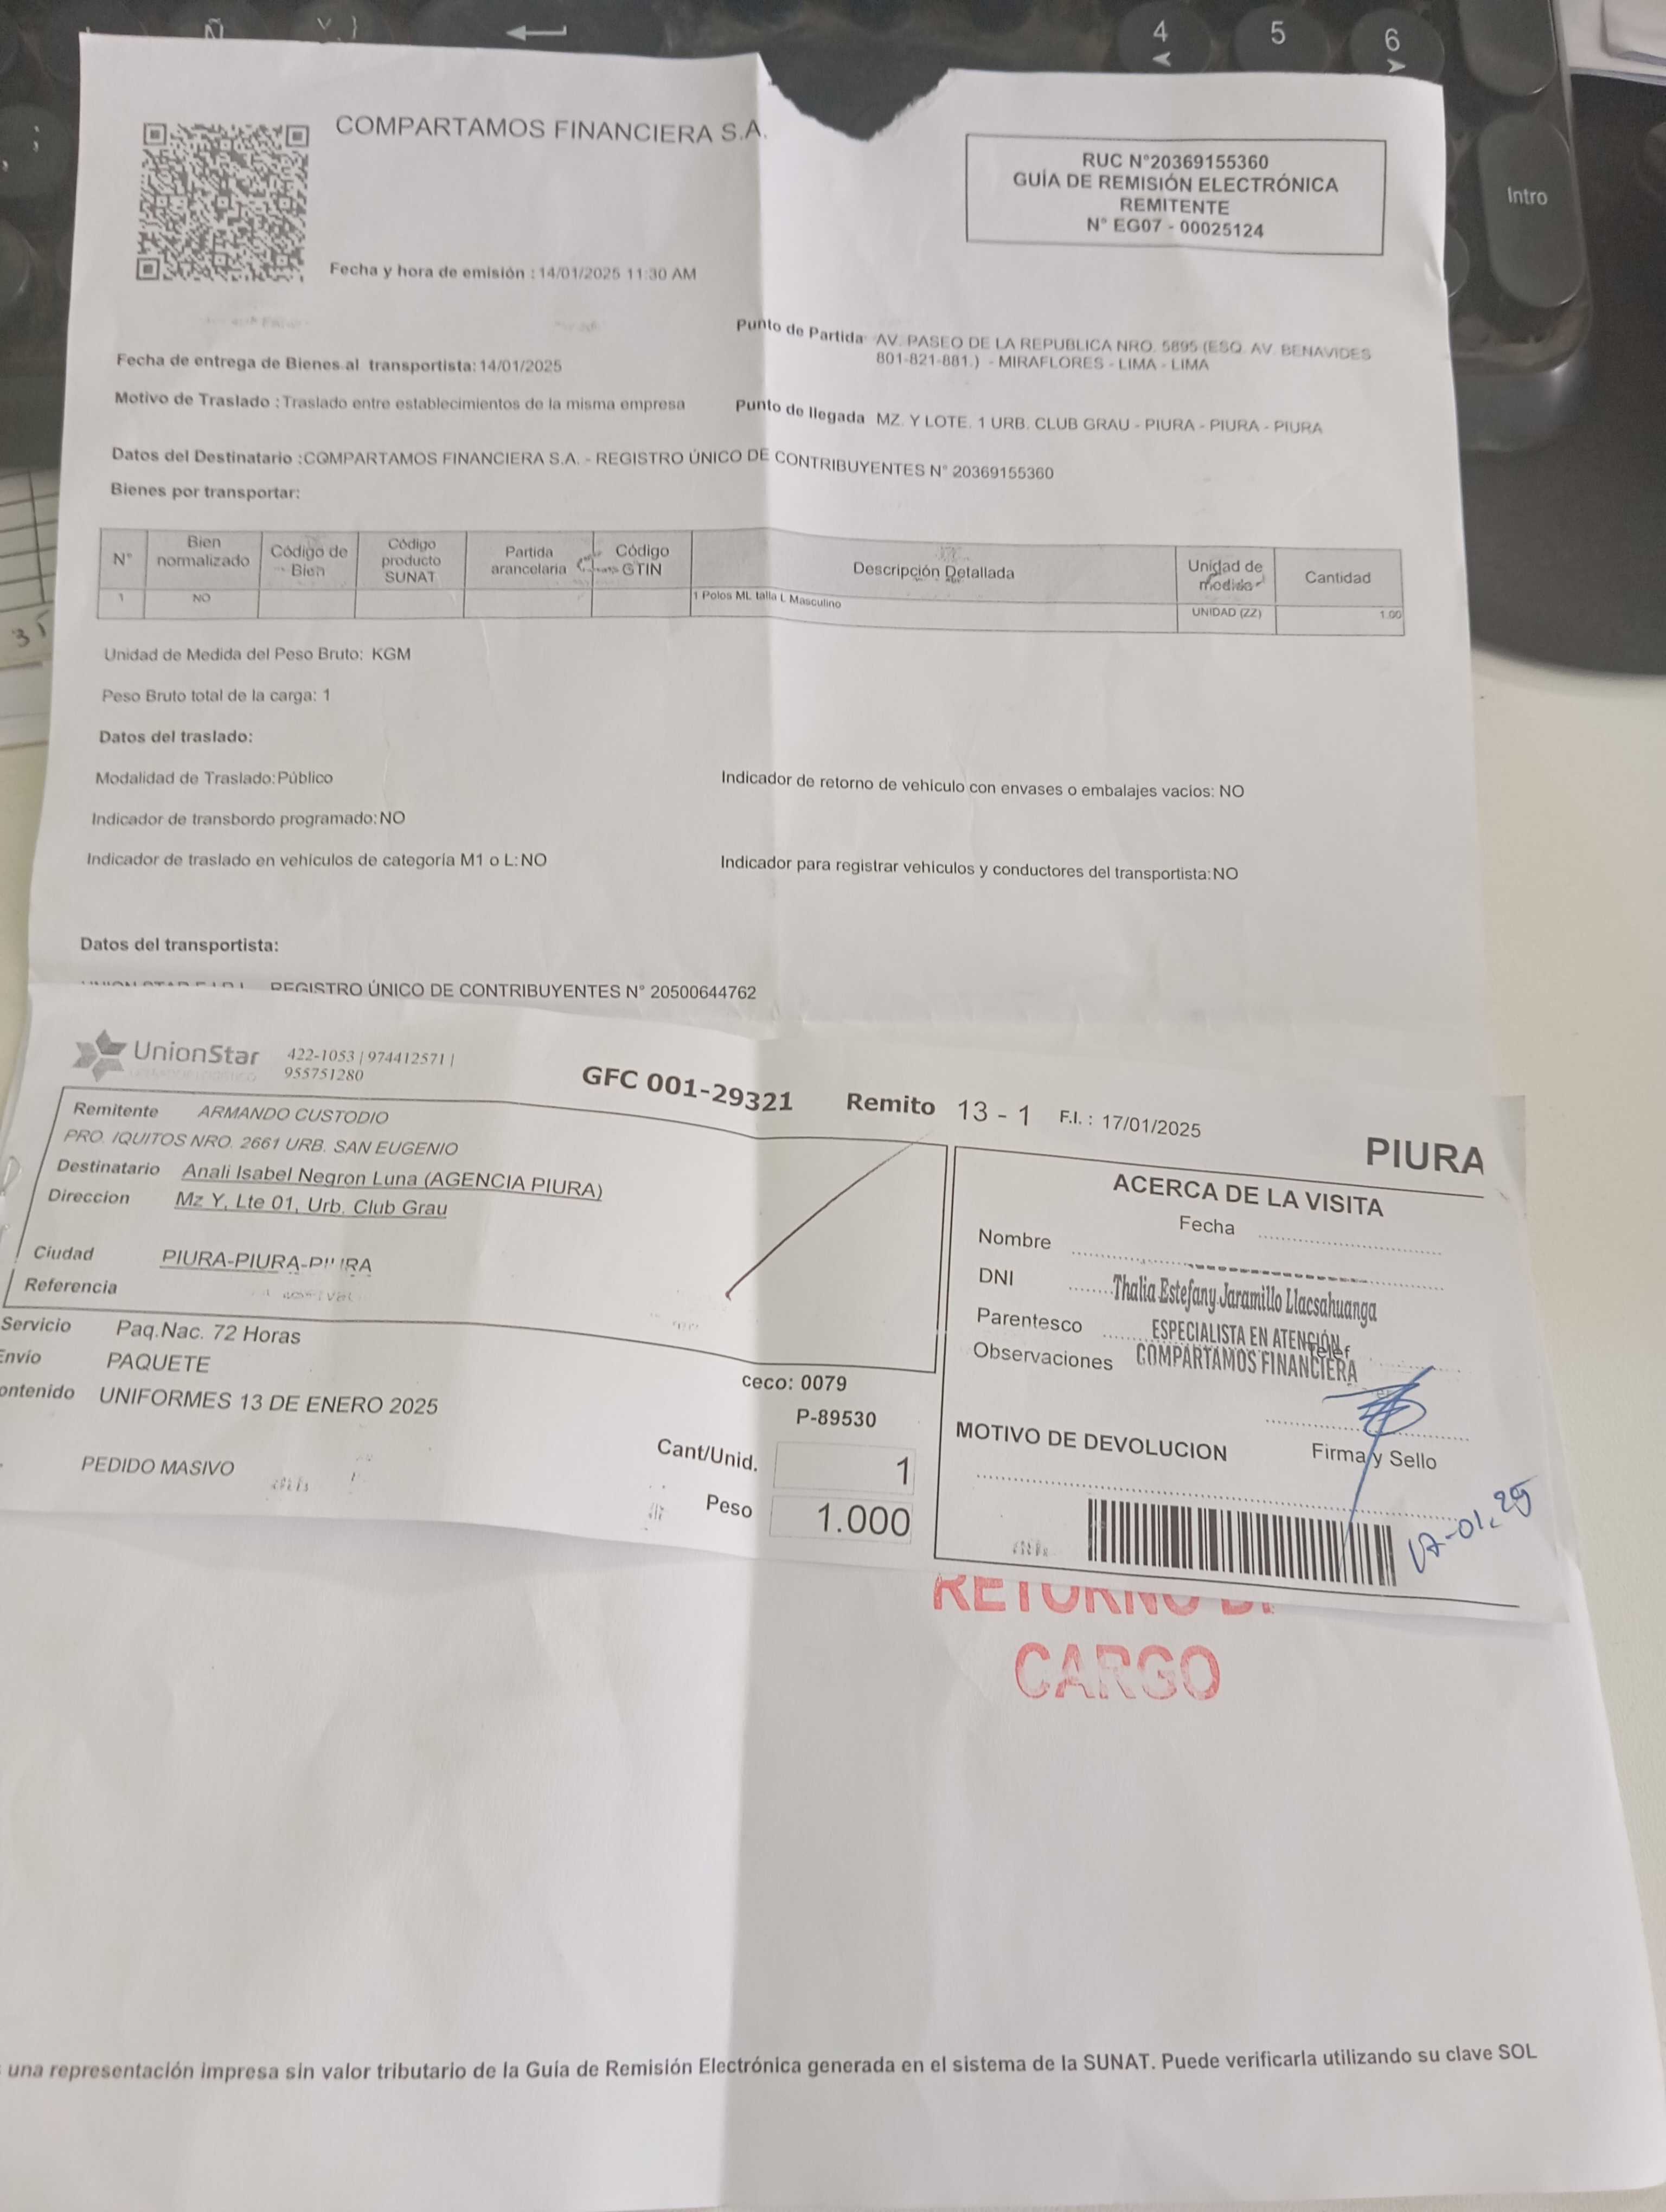 Ñ
4
5
6
Intro
COMPARTAMOS FINANCIERA S.A.
RUC N°20369155360
GUÍA DE REMISIÓN ELECTRÓNICA
REMITENTE
N° EG07 - 00025124
Fecha y hora de emisión : 14/01/2025 11:30 AM
Punto de Partida: AV. PASEO DE LA REPUBLICA NRO. 5895 (ESQ. AV. BENAVIDES
801-821-881.) - MIRAFLORES - LIMA - LIMA
Fecha de entrega de Bienes al transportista: 14/01/2025
Motivo de Traslado : Traslado entre establecimientos de la misma empresa
Punto de llegada MZ. Y LOTE. 1 URB. CLUB GRAU - PIURA - PIURA - PIURA
Datos del Destinatario :COMPARTAMOS FINANCIERA S.A. - REGISTRO ÚNICO DE CONTRIBUYENTES N° 20369155360
Bienes por transportar:
N° Bien normalizado Código de Bien Código producto SUNAT Partida arancelaria Código GTIN Descripción Detallada Unidad de medida Cantidad
1 NO 1 Polos ML talla L Masculino UNIDAD (ZZ) 1.00
Unidad de Medida del Peso Bruto: KGM
Peso Bruto total de la carga: 1
Datos del traslado:
Modalidad de Traslado: Público
Indicador de retorno de vehiculo con envases o embalajes vacios: NO
Indicador de transbordo programado: NO
Indicador de traslado en vehiculos de categoría M1 o L: NO
Indicador para registrar vehiculos y conductores del transportista: NO
Datos del transportista:
REGISTRO ÚNICO DE CONTRIBUYENTES N° 20500644762
UnionStar
422-1053 | 974412571 |
955751280
GFC 001-29321 Remito 13 - 1 F.I. : 17/01/2025
PIURA
Remitente ARMANDO CUSTODIO
PRO. IQUITOS NRO. 2661 URB. SAN EUGENIO
Destinatario Anali Isabel Negron Luna (AGENCIA PIURA)
Direccion Mz Y, Lte 01, Urb. Club Grau
Ciudad PIURA-PIURA-PIURA
Referencia
Servicio Paq.Nac. 72 Horas
Envio PAQUETE
ontenido UNIFORMES 13 DE ENERO 2025
PEDIDO MASIVO
ceco: 0079
P-89530
Cant/Unid. 1
Peso 1.000
ACERCA DE LA VISITA
Fecha
Nombre
DNI
Thalia Estefany Jaramillo Llacsahuanga
Parentesco
ESPECIALISTA EN ATENCIÓN
Telef.
Observaciones
COMPARTAMOS FINANCIERA
MOTIVO DE DEVOLUCION
Firma y Sello
17-01-25
RETORNO DE
CARGO
una representación impresa sin valor tributario de la Guía de Remisión Electrónica generada en el sistema de la SUNAT. Puede verificarla utilizando su clave SOL